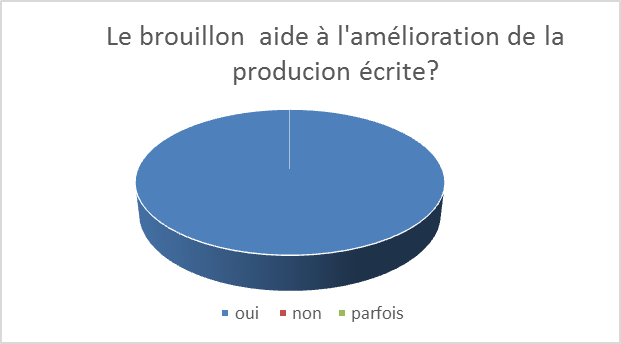 Le brouillon  aide à l'amélioration de la
producion écrite?
oui non parfois